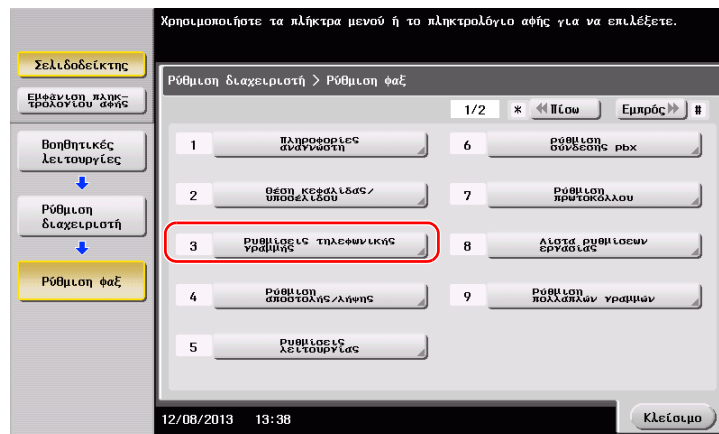 Χρησιμοποιήστε τα πλήκτρα μενού ή το πληκτρολόγιο αφής για να επιλέξετε.
Σελιδοδείκτης
Εμφάνιση πληκ-
τρολογίου αφής
Βοηθητικές
λειτουργίες
Ρύθμιση
διαχειριστή
Ρύθμιση φαξ
Ρύθμιση διαχειριστή > Ρύθμιση φαξ
1/2 * Πίσω Εμπρός #
1 Πληροφορίες
αναγνώστη
2 Θέση κεφαλίδας/
υποσέλιδου
3 Ρυθμίσεις τηλεφωνικής
γραμμής
4 Ρύθμιση
αποστολής/λήψης
5 Ρυθμίσεις
λειτουργίας
6 Ρύθμιση
σύνδεσης pbx
7 Ρύθμιση
πρωτοκόλλου
8 Λίστα ρυθμίσεων
εργασίας
9 Ρύθμιση
πολλαπλών γραμμών
12/08/2013 13:38
Κλείσιμο